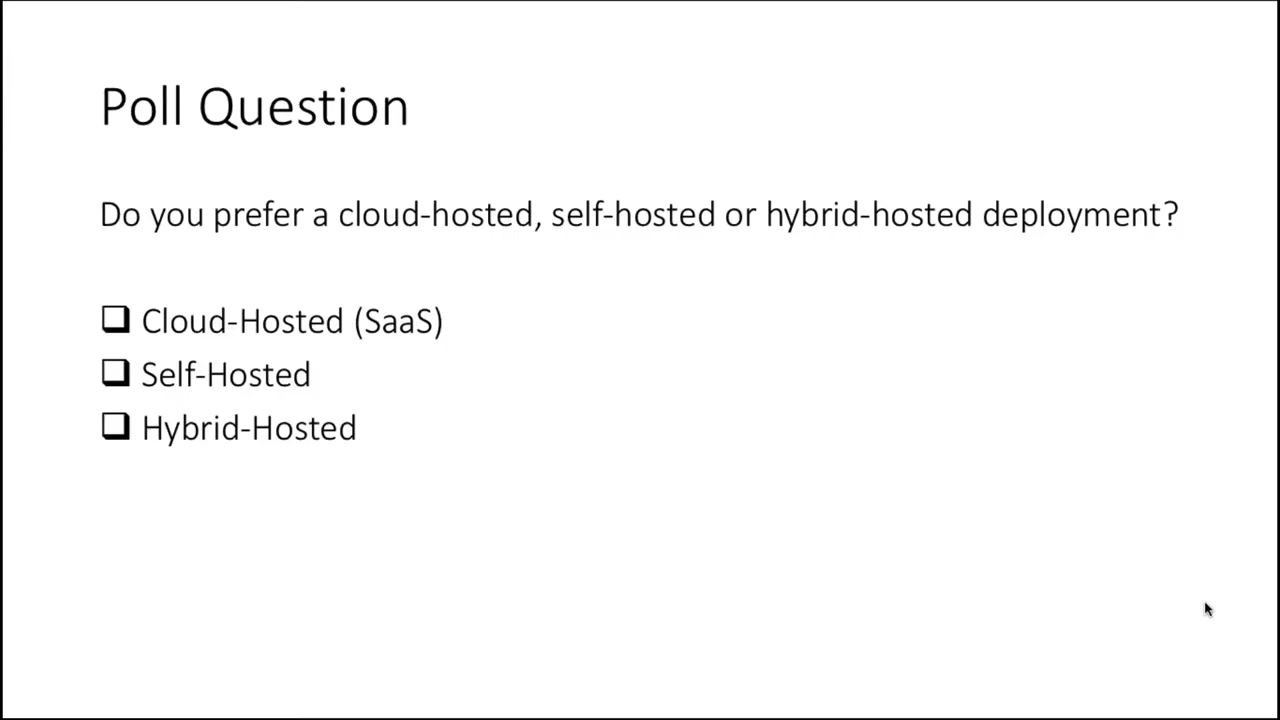 Poll Question
Do you prefer a cloud-hosted, self-hosted or hybrid-hosted deployment?
Cloud-Hosted (SaaS)
Self-Hosted
Hybrid-Hosted